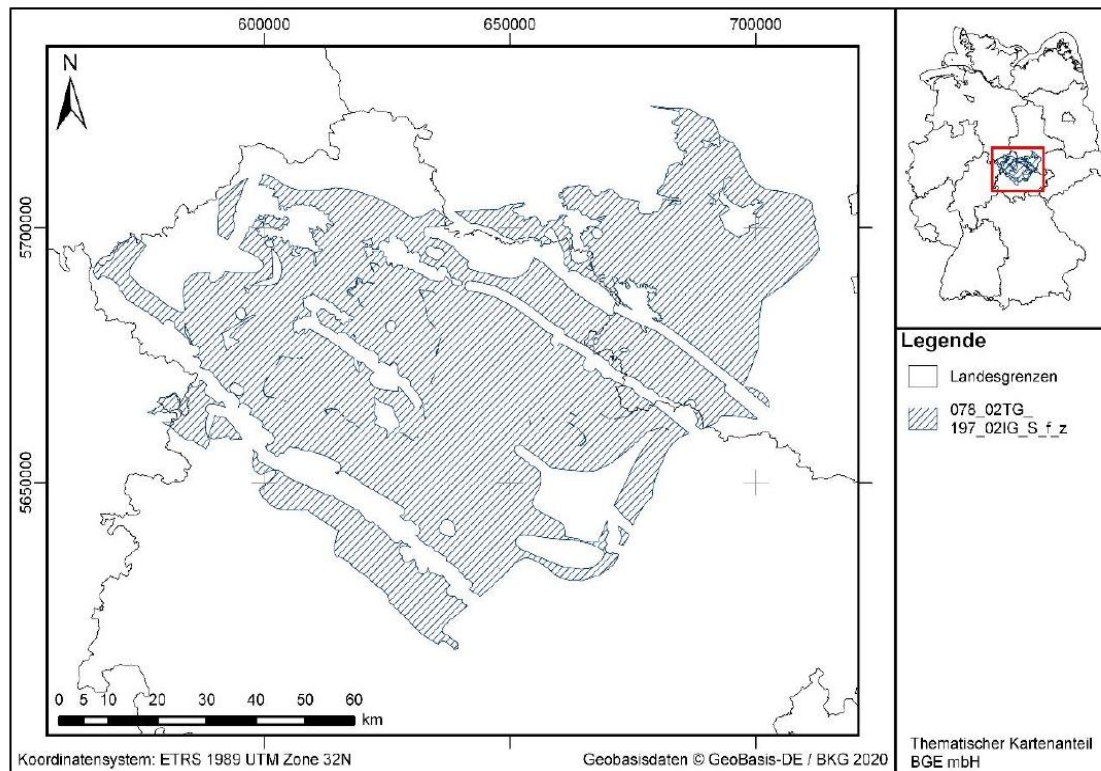 600000 650000 700000
N
5700000
5650000
0 5 10 20 30 40 50 60
km
Koordinatensystem: ETRS 1989 UTM Zone 32N
Geobasisdaten © GeoBasis-DE / BKG 2020
Legende
Landesgrenzen
078_02TG_
197_02IG_S_f_z
Thematischer Kartenanteil
BGE mbH